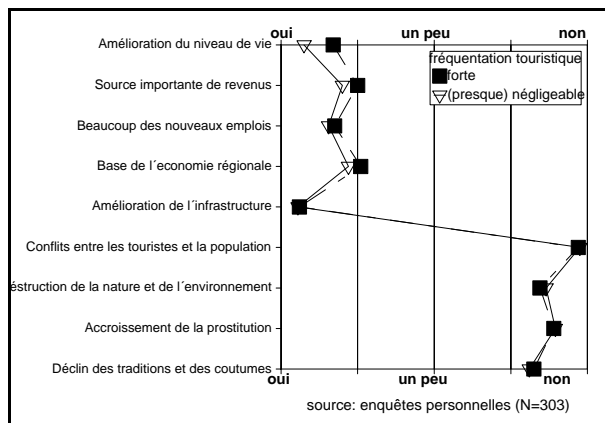 oui un peu non
fréquentation touristique
forte
(presque) négligeable
Amélioration du niveau de vie
Source importante de revenus
Beaucoup des nouveaux emplois
Base de l´economie régionale
Amélioration de l´infrastructure
Conflits entre les touristes et la population
éstruction de la nature et de l´environnement
Accroissement de la prostitution
Déclin des traditions et des coutumes
oui un peu non
source: enquêtes personnelles (N=303)